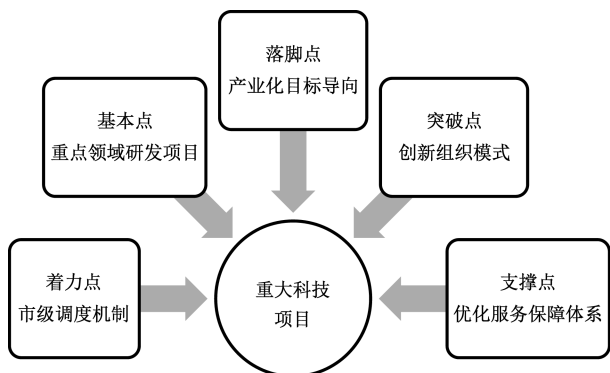 落脚点
产业化目标导向
基本点
重点领域研发项目
突破点
创新组织模式
着力点
市级调度机制
重大科技
项目
支撑点
优化服务保障体系